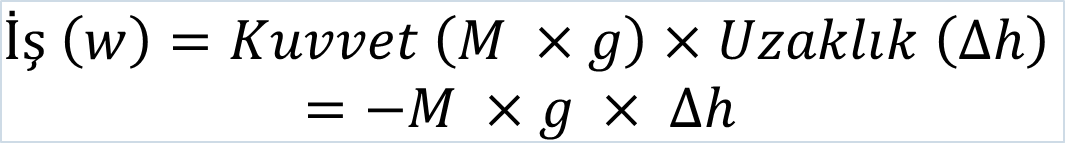 İş (w) = Kuvvet (M × g) × Uzaklık (Δh)
= −M × g × Δh